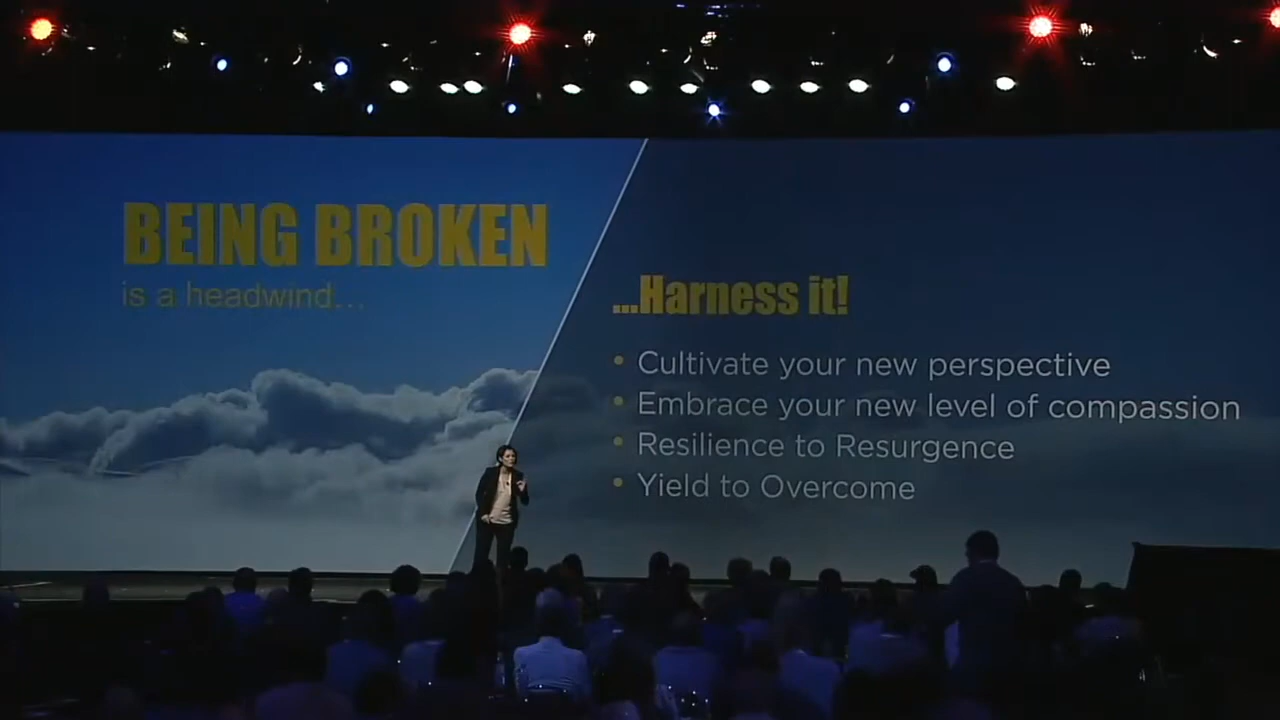 BEING BROKEN
is a headwind...
...Harness it!
• Cultivate your new perspective
• Embrace your new level of compassion
• Resilience to Resurgence
• Yield to Overcome